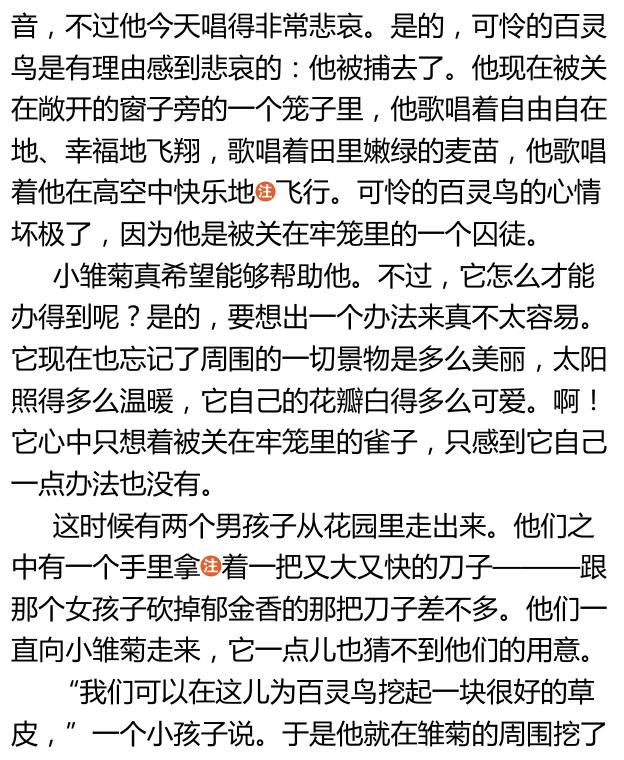 音，不过他今天唱得非常悲哀。是的，可怜的百灵
鸟是有理由感到悲哀的：他被捕去了。他现在被关
在敞开的窗子旁的一个笼子里，他歌唱着自由自在
地、幸福地飞翔，歌唱着田里嫩绿的麦苗，他歌唱
着他在高空中快乐地注飞行。可怜的百灵鸟的心情
坏极了，因为他是被关在牢笼里的一个囚徒。
小雏菊真希望能够帮助他。不过，它怎么才能
办得到呢？是的，要想出一个办法来真不太容易。
它现在也忘记了周围的一切景物是多么美丽，太阳
照得多么温暖，它自己的花瓣白得多么可爱。啊！
它心中只想着被关在牢笼里的雀子，只感到它自己
一点办法也没有。
这时候有两个男孩子从花园里走出来。他们之
中有一个手里拿注着一把又大又快的刀子———跟
那个女孩子砍掉郁金香的那把刀子差不多。他们一
直向小雏菊走来，它一点儿也猜不到他们的用意。
“我们可以在这儿为百灵鸟挖起一块很好的草
皮，”一个小孩子说。于是他就在雏菊的周围挖了